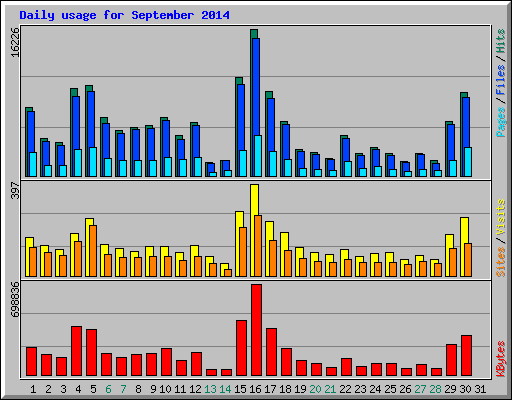 Daily usage for September 2014
16226
Pages / Files / Hits
397
Sites / Visits
698836
KBytes
1 2 3 4 5 6 7 8 9 10 11 12 13 14 15 16 17 18 19 20 21 22 23 24 25 26 27 28 29 30 31